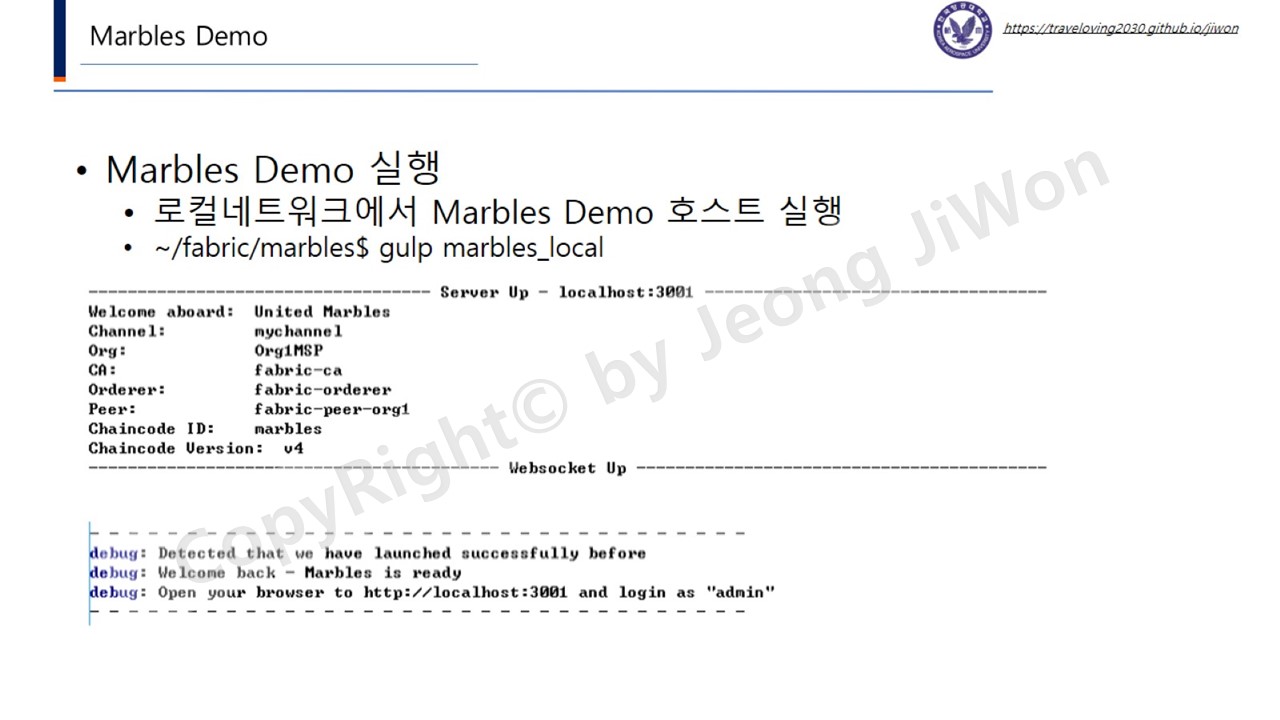 Marbles Demo
https://traveloving2030.github.io/jiwon
• Marbles Demo 실행
• 로컬네트워크에서 Marbles Demo 호스트 실행
• ~/fabric/marbles$ gulp marbles_local
----------------------------------- Server Up - localhost:3001 -----------------------------------
Welcome aboard: United Marbles
Channel: mychannel
Org: Org1MSP
CA: fabric-ca
Orderer: fabric-orderer
Peer: fabric-peer-org1
Chaincode ID: marbles
Chaincode Version: v4
------------------------------------------ Websocket Up ------------------------------------------
- - - - - - - - - - - - - - - - - - - - - - - - - - - - - - - - - -
debug: Detected that we have launched successfully before
debug: Welcome back - Marbles is ready
debug: Open your browser to http://localhost:3001 and login as "admin"
- - - - - - - - - - - - - - - - - - - - - - - - - - - - - - - - - -
CopyRight© by Jeong JiWon